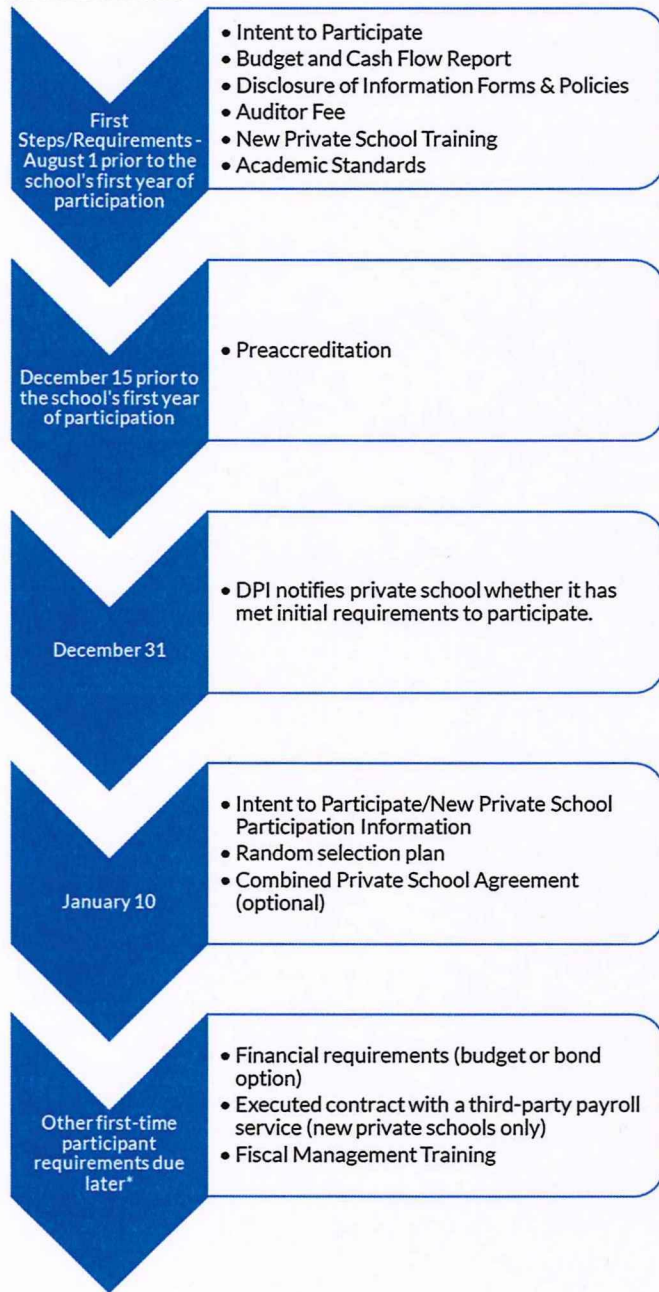 First
Steps/Requirements -
August 1 prior to the
school's first year of
participation
• Intent to Participate
• Budget and Cash Flow Report
• Disclosure of Information Forms & Policies
• Auditor Fee
• New Private School Training
• Academic Standards
December 15 prior to
the school's first year
of participation
• Preaccreditation
December 31
• DPI notifies private school whether it has
met initial requirements to participate.
January 10
• Intent to Participate/New Private School
Participation Information
• Random selection plan
• Combined Private School Agreement
(optional)
Other first-time
participant
requirements due
later*
• Financial requirements (budget or bond
option)
• Executed contract with a third-party payroll
service (new private schools only)
• Fiscal Management Training